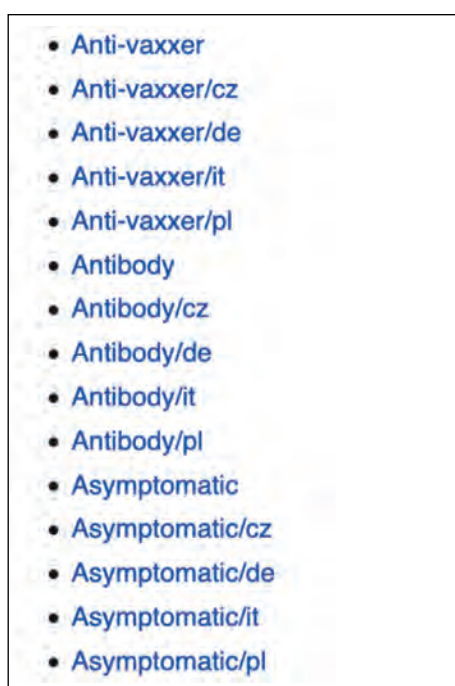 Anti-vaxxer
Anti-vaxxer/cz
Anti-vaxxer/de
Anti-vaxxer/it
Anti-vaxxer/pl
Antibody
Antibody/cz
Antibody/de
Antibody/it
Antibody/pl
Asymptomatic
Asymptomatic/cz
Asymptomatic/de
Asymptomatic/it
Asymptomatic/pl